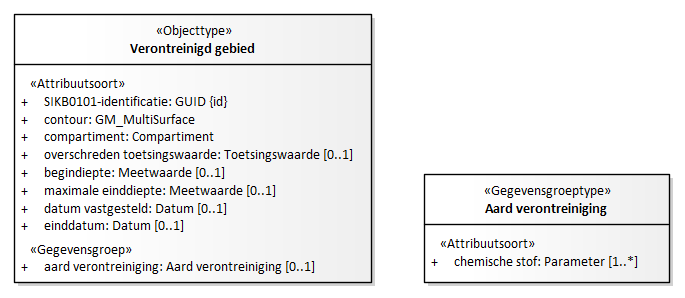 «Objecttype»
Verontreinigd gebied
«Attribuutsoort»
+ SIKB0101-identificatie: GUID {id}
+ contour: GM_MultiSurface
+ compartiment: Compartiment
+ overschreden toetsingswaarde: Toetsingswaarde [0..1]
+ begindiepte: Meetwaarde [0..1]
+ maximale einddiepte: Meetwaarde [0..1]
+ datum vastgesteld: Datum [0..1]
+ einddatum: Datum [0..1]
«Gegevensgroep»
+ aard verontreiniging: Aard verontreiniging [0..1]
«Gegevensgroeptype»
Aard verontreiniging
«Attribuutsoort»
+ chemische stof: Parameter [1..*]